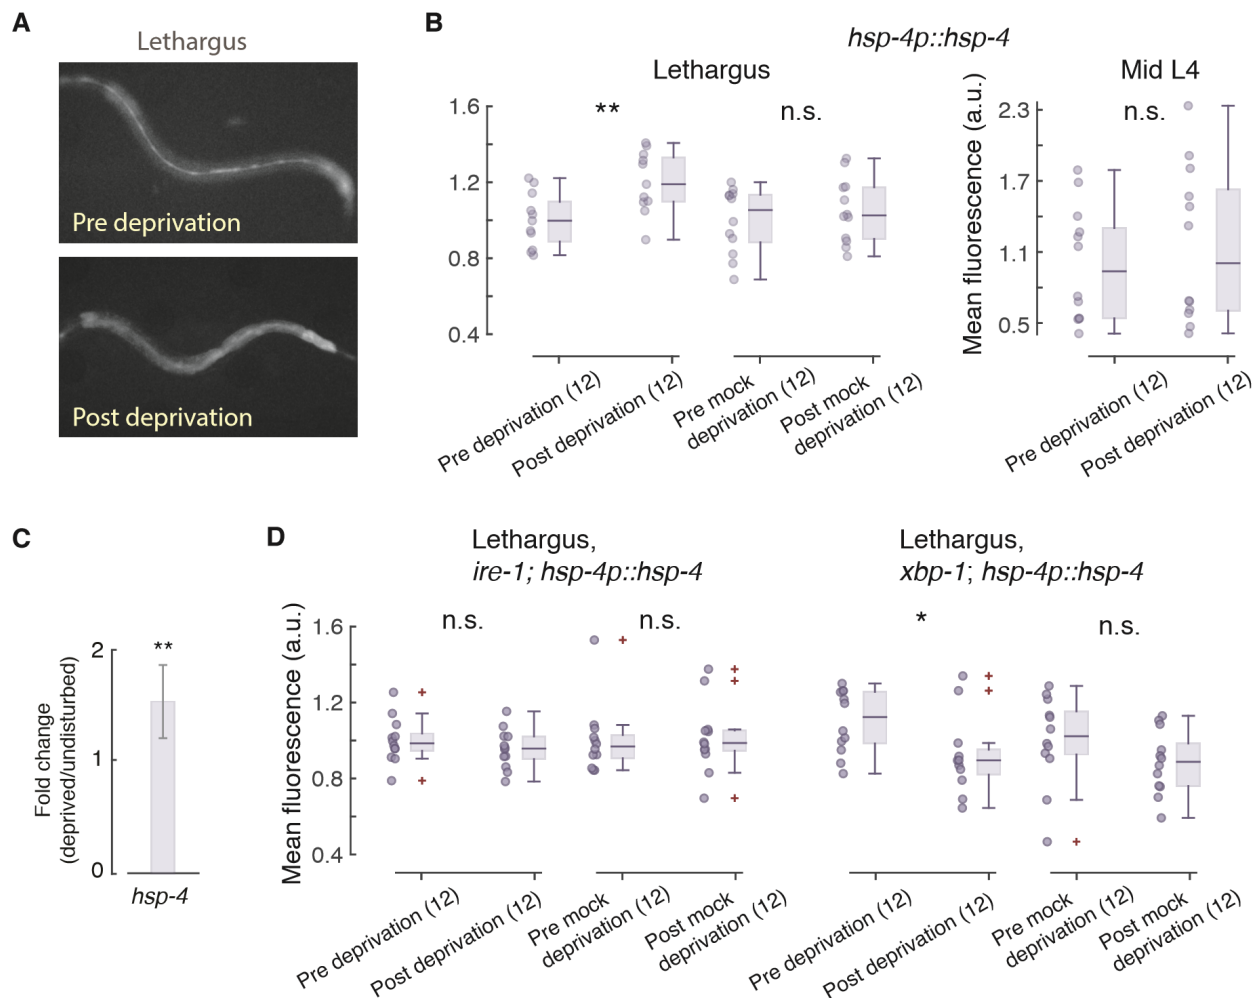 A
Lethargus
Pre deprivation
Post deprivation
B
hsp-4p::hsp-4
Lethargus
Mid L4
Mean fluorescence (a.u.)
1.6
1.2
0.8
0.4
**
n.s.
2.3
1.7
1.1
0.5
n.s.
Pre deprivation (12)
Post deprivation (12)
Pre mock
deprivation (12)
Post mock
deprivation (12)
Pre deprivation (12)
Post deprivation (12)
C
Fold change
(deprived/undisturbed)
2
1
0
**
hsp-4
D
Lethargus,
ire-1; hsp-4p::hsp-4
Lethargus,
xbp-1; hsp-4p::hsp-4
Mean fluorescence (a.u.)
1.6
1.2
0.8
0.4
n.s.
n.s.
*
n.s.
Pre deprivation (12)
Post deprivation (12)
Pre mock
deprivation (12)
Post mock
deprivation (12)
Pre deprivation (12)
Post deprivation (12)
Pre mock
deprivation (12)
Post mock
deprivation (12)